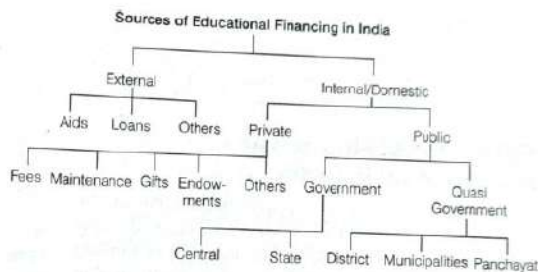 Sources of Educational Financing in India
External
Internal/Domestic
Aids Loans Others Private
Public
Fees Maintenance Gifts Endow-
ments Others Government Quasi
Government
Central State District Municipalities Panchayat